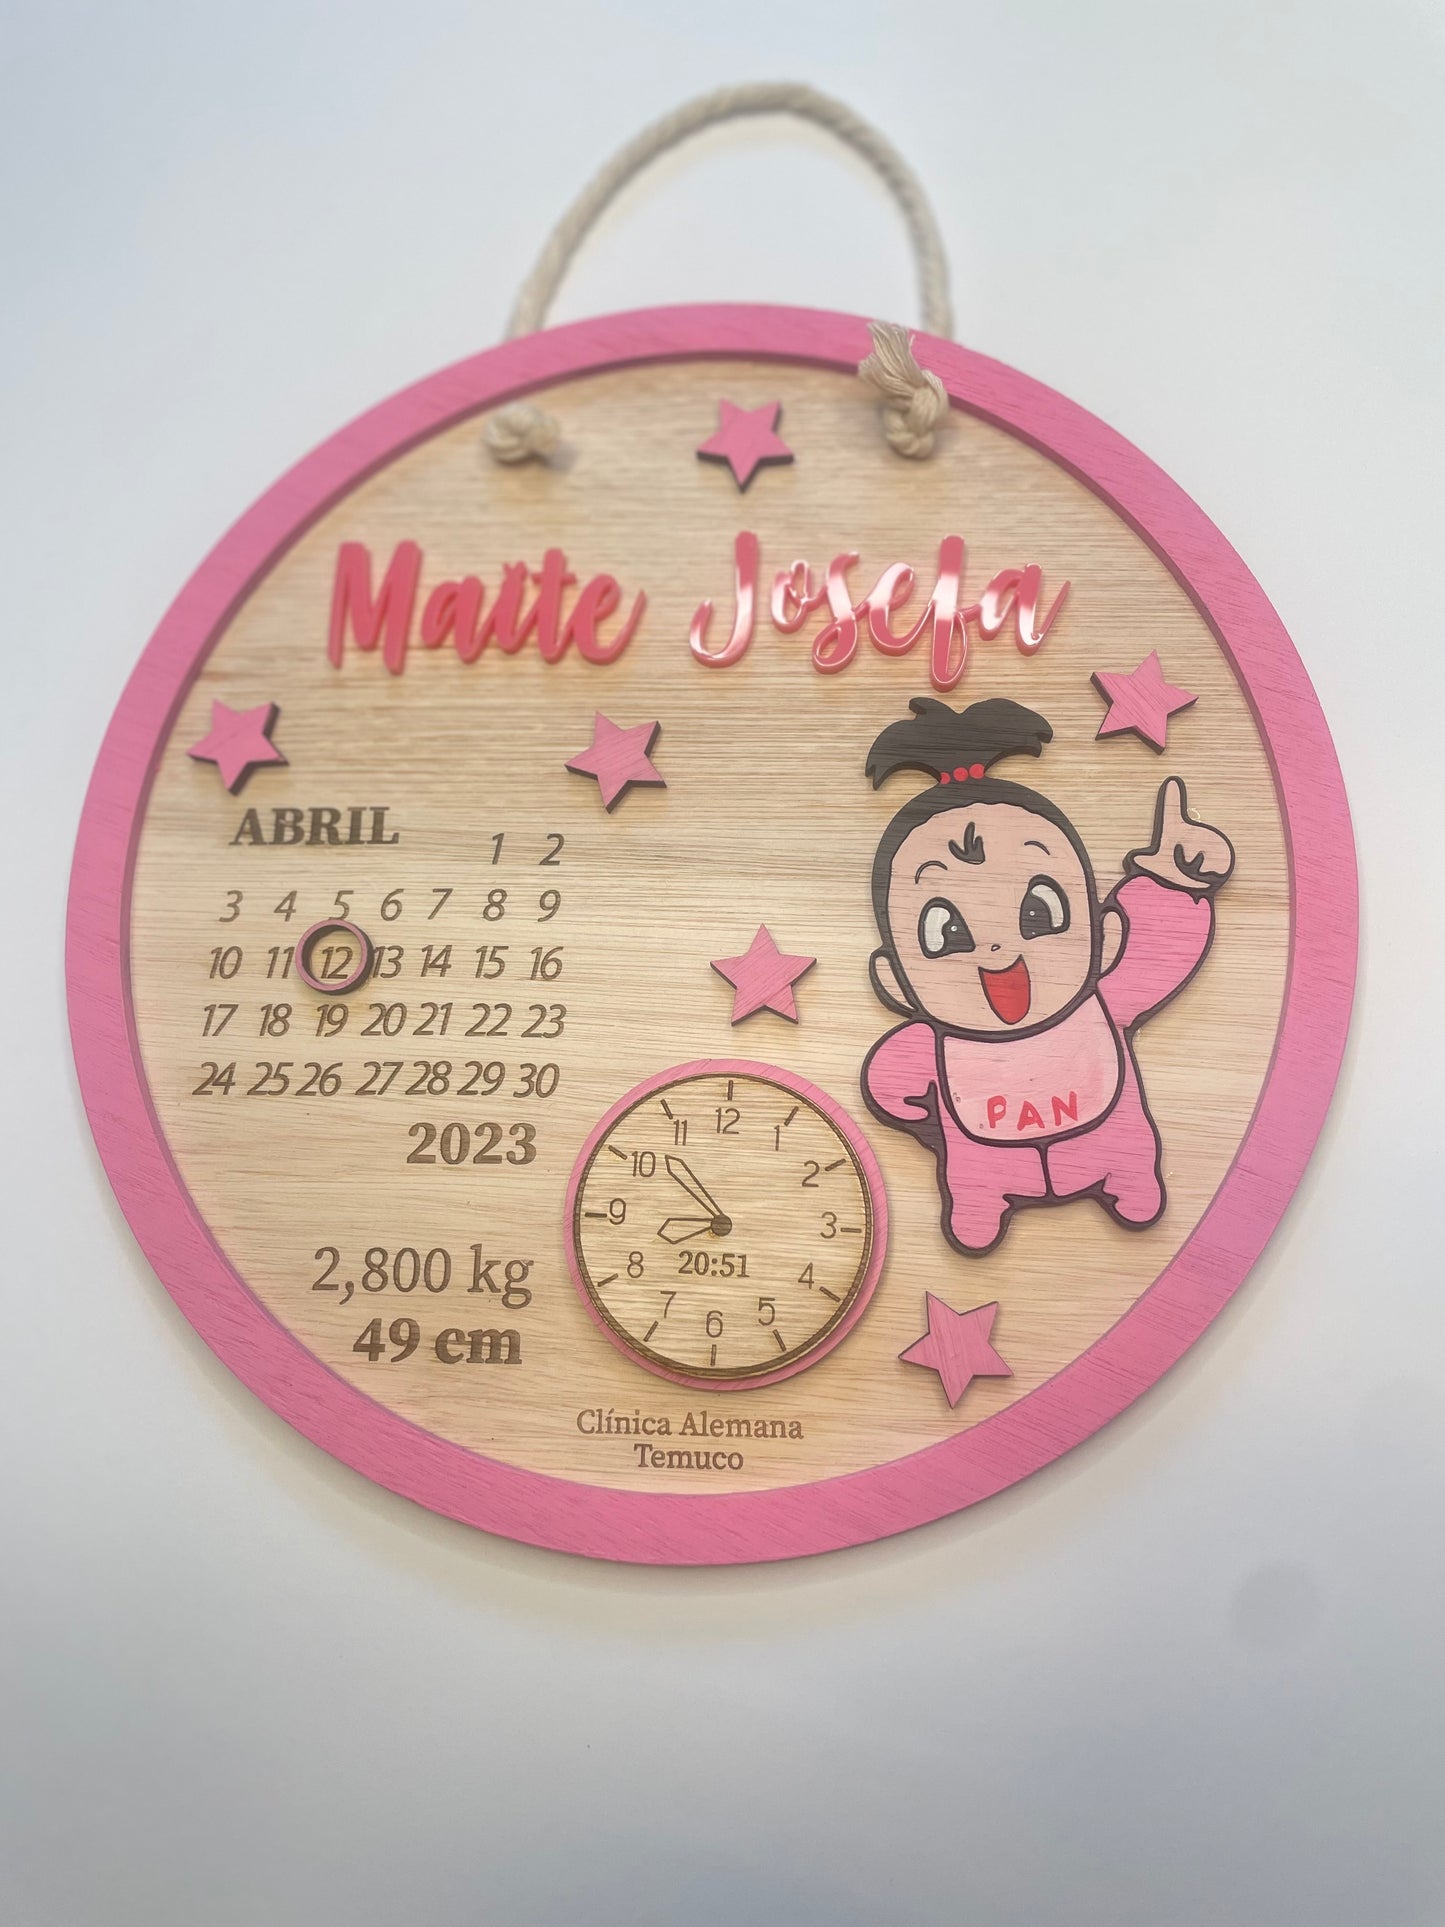 Maite Josefa
ABRIL
1 2
3 4 5 6 7 8 9
10 11 12 13 14 15 16
17 18 19 20 21 22 23
24 25 26 27 28 29 30
2023
2,800 kg
49 cm
12
1
2
3
4
5
6
7
8
9
10
11
20:51
PAN
Clínica Alemana
Temuco